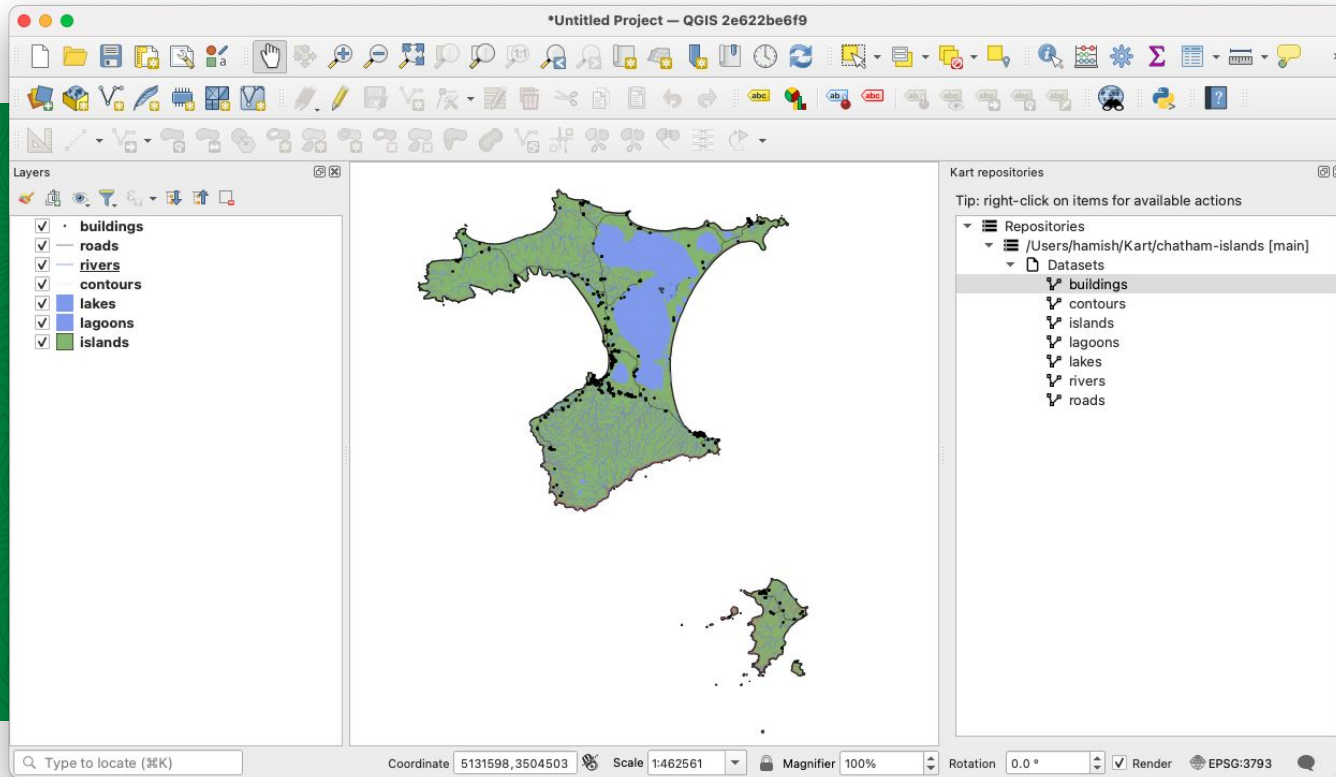 *Untitled Project — QGIS 2e622be6f9
Layers
buildings
roads
rivers
contours
lakes
lagoons
islands
Kart repositories
Tip: right-click on items for available actions
Repositories
/Users/hamish/Kart/chatham-islands [main]
Datasets
buildings
contours
islands
lagoons
lakes
rivers
roads
Type to locate (⌘K)
Coordinate 5131598,3504503 Scale 1:462561 Magnifier 100% Rotation 0.0 ° Render EPSG:3793